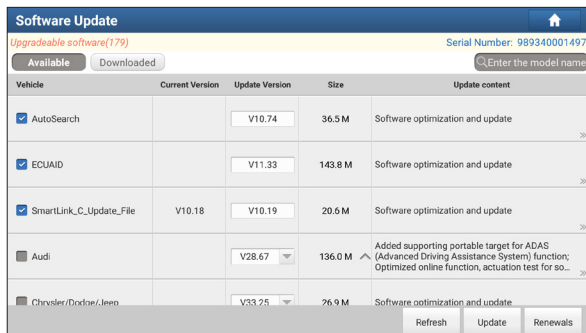 Software Update
Upgradeable software(179)
Serial Number: 989340001497
Available
Downloaded
Enter the model name
Vehicle
Current Version
Update Version
Size
Update content
AutoSearch
V10.74
36.5 M
Software optimization and update
ECUAID
V11.33
143.8 M
Software optimization and update
SmartLink_C_Update_File
V10.18
V10.19
20.6 M
Software optimization and update
Audi
V28.67
136.0 M
Added supporting portable target for ADAS
(Advanced Driving Assistance System) function;
Optimized online function, actuation test for so...
Chrysler/Dodge/Jeep
V33.25
26.9 M
Software optimization and update
Refresh
Update
Renewals